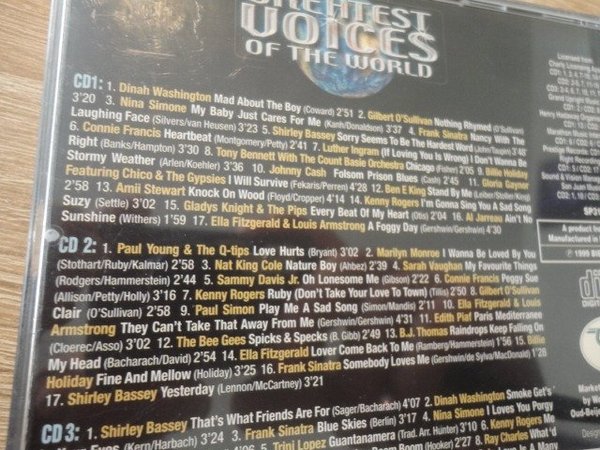 GREATEST
VOICES
OF THE WORLD
CD1: 1. Dinah Washington Mad About The Boy (Coward) 2'51 2. Gilbert O'Sullivan Nothing Rhymed (O'Sullivan)
3'20 3. Nina Simone My Baby Just Cares For Me (Kanh/Donaldson) 3'37 4. Frank Sinatra Nancy With The
Laughing Face (Silvers/van Heusen) 3'23 5. Shirley Bassey Sorry Seems To Be The Hardest Word
6. Connie Francis Heartbeat (Montgomery/Petty) 2'41 7. Luther Ingram (If Loving You Is Wrong) I Don't Wanna Be
Right (Banks/Hampton) 3'30 8. Tony Bennett With The Count Basie Orchestra Chicago (Fisher) 2'05 9. Billie Holiday
Stormy Weather (Arlen/Koehler) 3'36 10. Johnny Cash Folsom Prison Blues (Cash) 2'45 11. Gloria Gaynor
Featuring Chico & The Gypsies I Will Survive (Fekaris/Perren) 4'28 12. Ben E King Stand By Me
2'58 13. Amii Stewart Knock On Wood (Floyd/Cropper) 14. Kenny Rogers I'm Gonna Sing You A Sad Song
Suzy (Settle) 3'02 15. Gladys Knight & The Pips Every Beat Of My Heart (Otis) 2'04 16. Al Jarreau Ain't No
Sunshine (Withers) 1'59 17. Ella Fitzgerald & Louis Armstrong A Foggy Day (Gershwin/Gershwin) 4'30
CD 2: 1. Paul Young & The Q-tips Love Hurts (Bryant) 3'02 2. Marilyn Monroe I Wanna Be Loved By You
(Stothart/Ruby/Kalmar) 2'58 3. Nat King Cole Nature Boy (Ahbez) 2'39 4. Sarah Vaughan My Favourite Things
(Rodgers/Hammerstein) 2'44 5. Sammy Davis Jr. Oh Lonesome Me (Gibson) 2'22 6. Connie Francis Peggy Sue
(Allison/Petty/Holly) 3'16 7. Kenny Rogers Ruby (Don't Take Your Love To Town) (Tillis) 2'50 8. Gilbert O'Sullivan
Clair (O'Sullivan) 2'58 9. Paul Simon Play Me A Sad Song (Simon/Mandis) 2'11 10. Ella Fitzgerald & Louis
Armstrong They Can't Take That Away From Me (Gershwin/Gershwin) 4'31 11. Edith Piaf Paris Mediterranee
(Cloerec/Asso) 3'02 12. The Bee Gees Spicks & Specks (B. Gibb) 2'49 13. B.J. Thomas Raindrops Keep Falling On
My Head (Bacharach/David) 2'54 14. Ella Fitzgerald Lover Come Back To Me (Romberg/Hammerstein) 1'56 15. Billie
Holiday Fine And Mellow (Holiday) 3'25 16. Frank Sinatra Somebody Loves Me (Gershwin/de Sylva/MacDonald) 1'28
17. Shirley Bassey Yesterday (Lennon/McCartney) 3'21
CD 3: 1. Shirley Bassey That's What Friends Are For (Sager/Bacharach) 4'07 2. Dinah Washington Smoke Get's
Eyes (Kern/Harbach) 3'24 3. Frank Sinatra Blue Skies (Berlin) 3'17 4. Nina Simone I Loves You Porgy
5. Trini Lopez Guantanamera (Trad. Arr. Hunter) 3'10 6. Kenny Rogers Me
Boom Boom (Hooker) 2'27 8. Ray Charles What'd
Licensed from
A product
Manufactured in
DIGITAL
Marketed
by
Oud-Beijer
Design